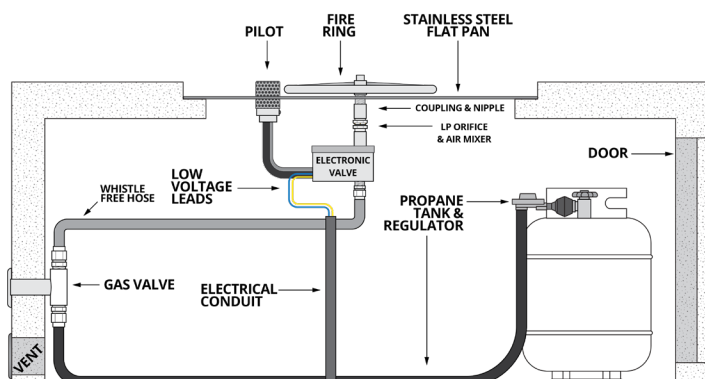 PILOT
FIRE
RING
STAINLESS STEEL
FLAT PAN
COUPLING & NIPPLE
LP ORIFICE
& AIR MIXER
ELECTRONIC
VALVE
DOOR
LOW
VOLTAGE
LEADS
WHISTLE
FREE HOSE
PROPANE
TANK &
REGULATOR
GAS VALVE
ELECTRICAL
CONDUIT
VENT